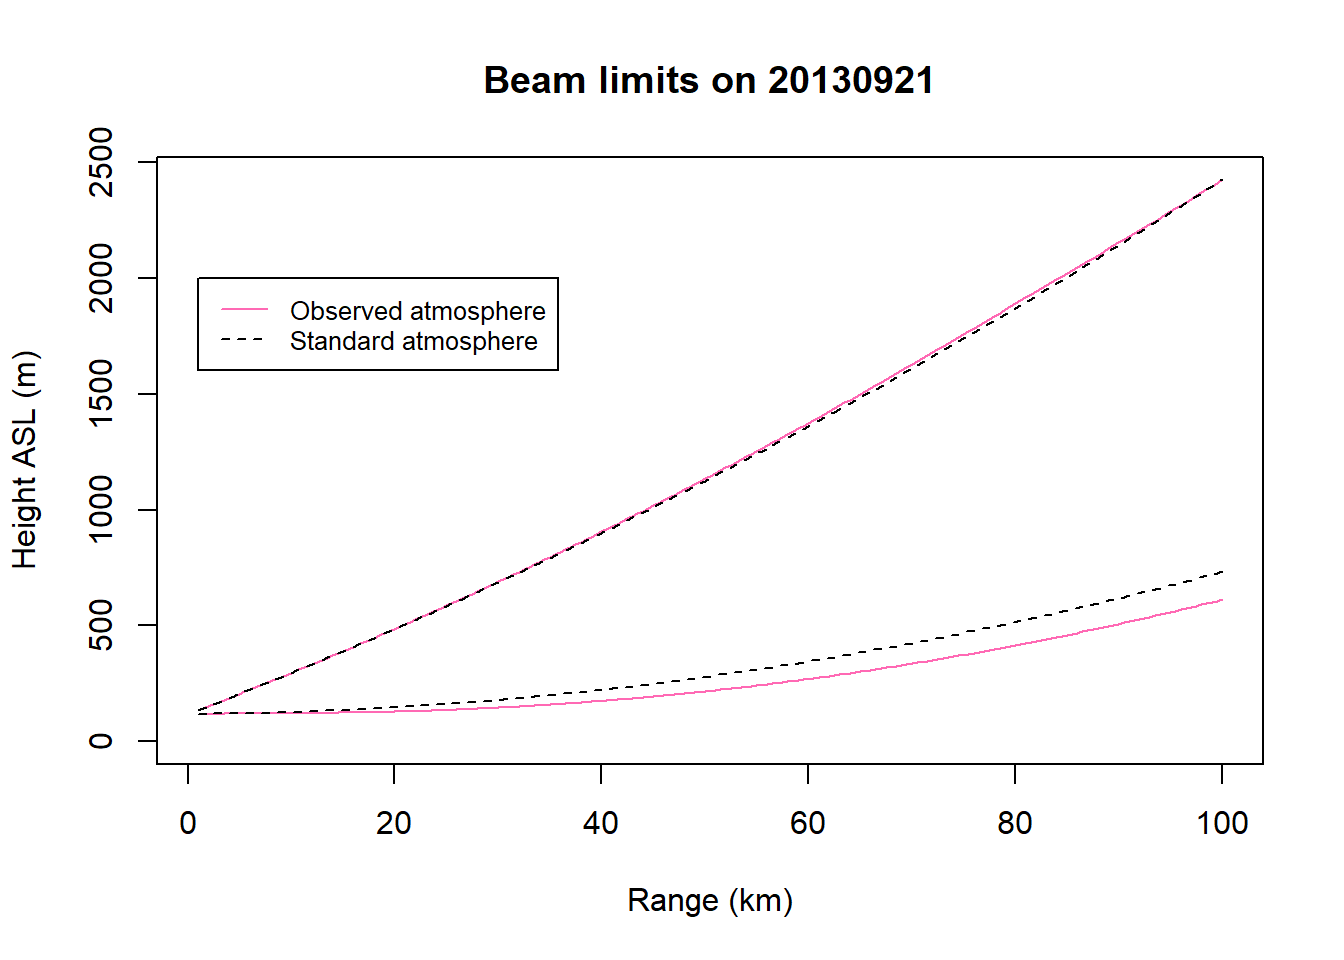 Beam limits on 20130921
Height ASL (m)
2500
2000
1500
1000
500
0
Observed atmosphere
Standard atmosphere
0 20 40 60 80 100
Range (km)